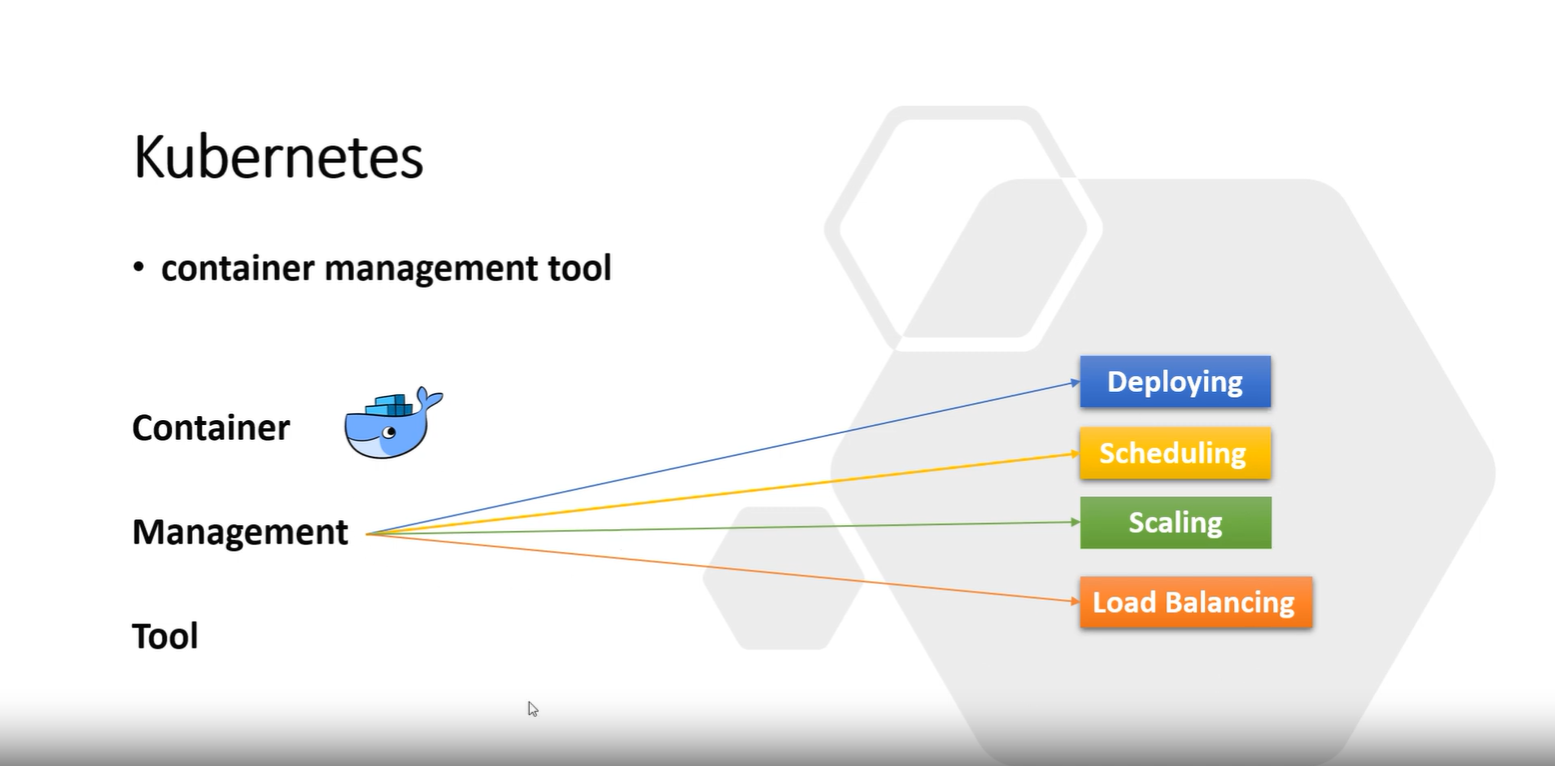 Kubernetes
• container management tool
Container
Management
Tool
Deploying
Scheduling
Scaling
Load Balancing